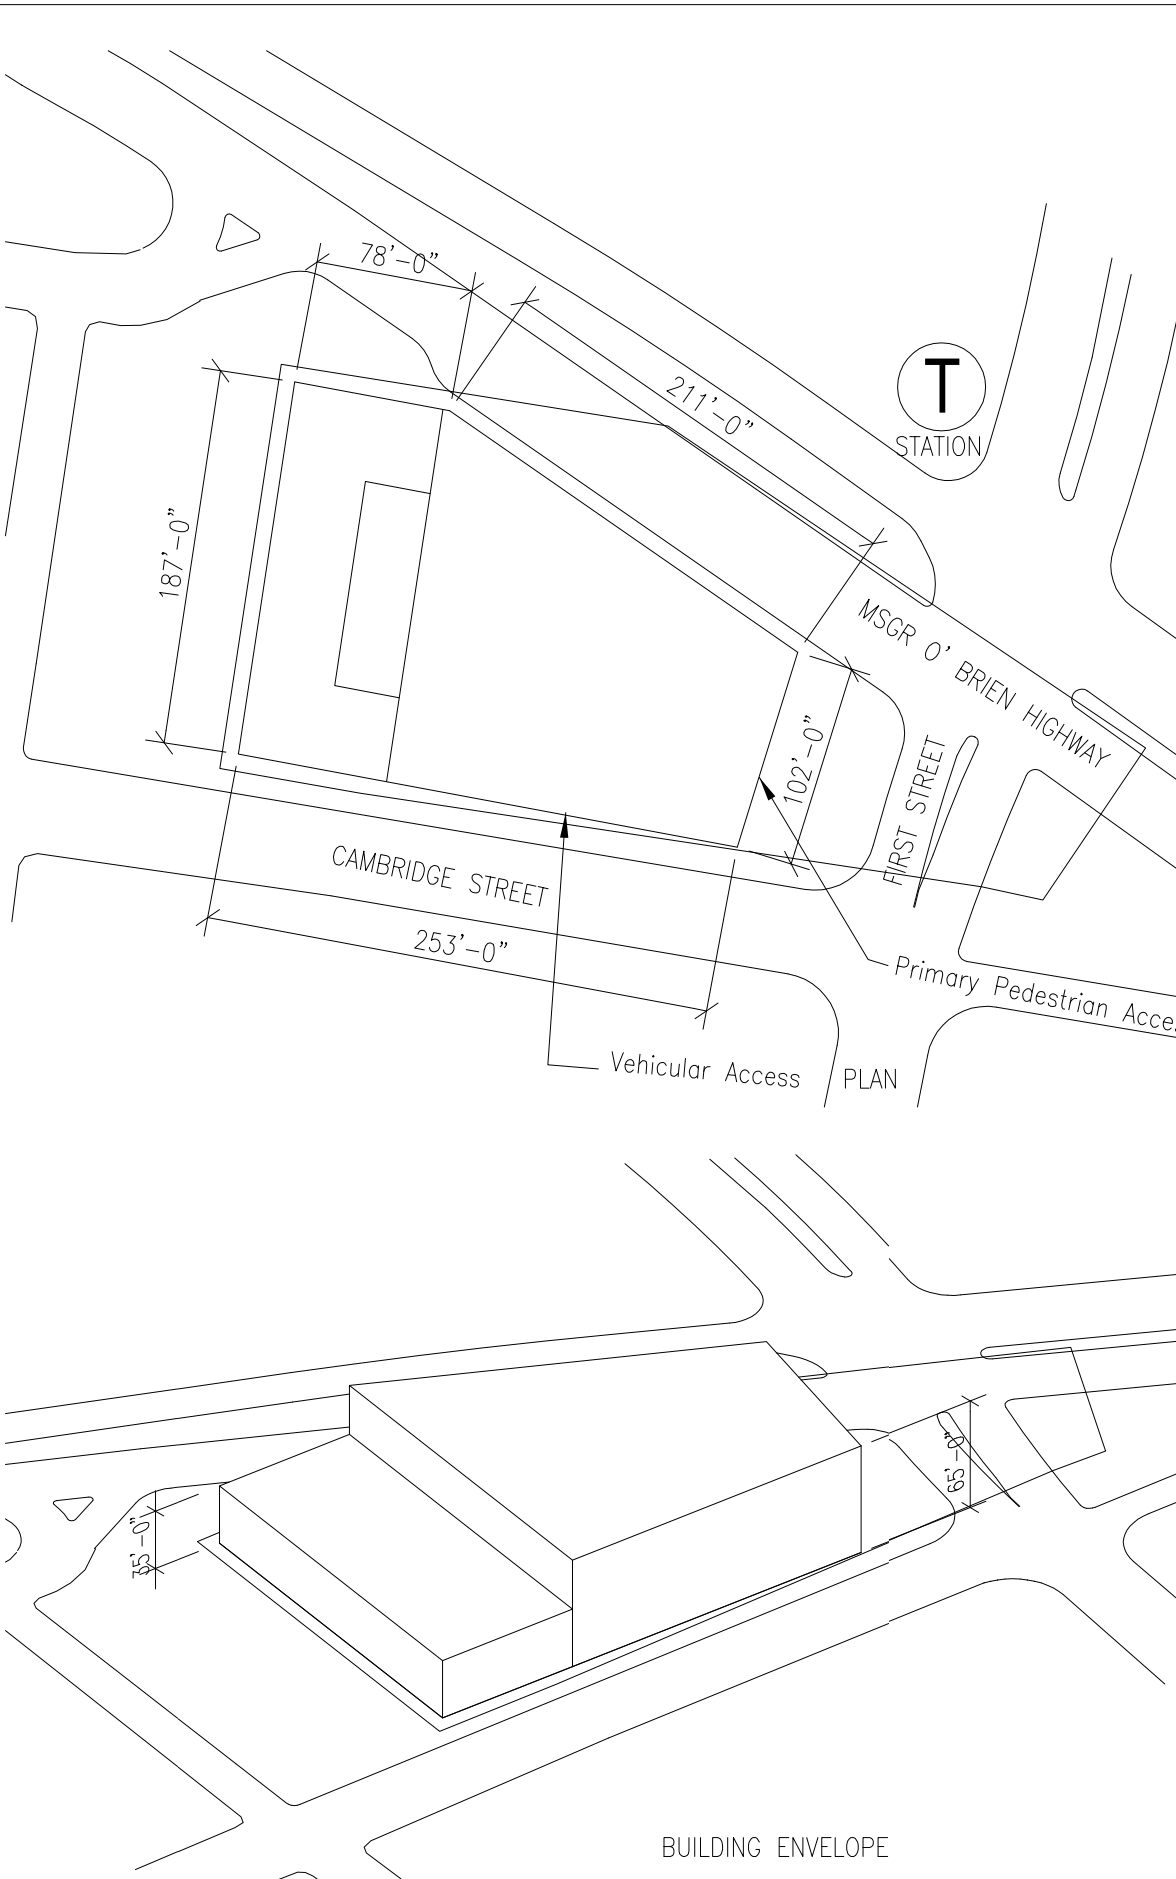 78'-0"
211'-0"
T
STATION
187'-0"
MSGR O' BRIEN HIGHWAY
102'-0"
FIRST STREET
CAMBRIDGE STREET
253'-0"
Primary Pedestrian Acce
Vehicular Access
PLAN
65'-0"
35'-0"
BUILDING ENVELOPE